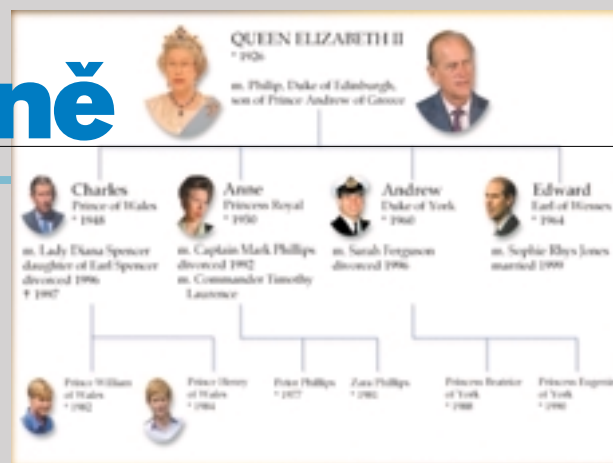 ně
QUEEN ELIZABETH II
* 1926
m. Philip, Duke of Edinburgh,
son of Prince Andrew of Greece
Charles
Prince of Wales
* 1948
m. Lady Diana Spencer
daughter of Earl Spencer
divorced 1996
† 1997
Anne
Princess Royal
* 1950
m. Captain Mark Phillips
divorced 1992
m. Commander Timothy
Laurence
Andrew
Duke of York
* 1960
m. Sarah Ferguson
divorced 1996
Edward
Earl of Wessex
* 1964
m. Sophie Rhys Jones
married 1999
Prince William
of Wales
* 1982
Prince Henry
of Wales
* 1984
Peter Phillips
* 1977
Zara Phillips
* 1981
Princess Beatrice
of York
* 1988
Princess Eugenie
of York
* 1990